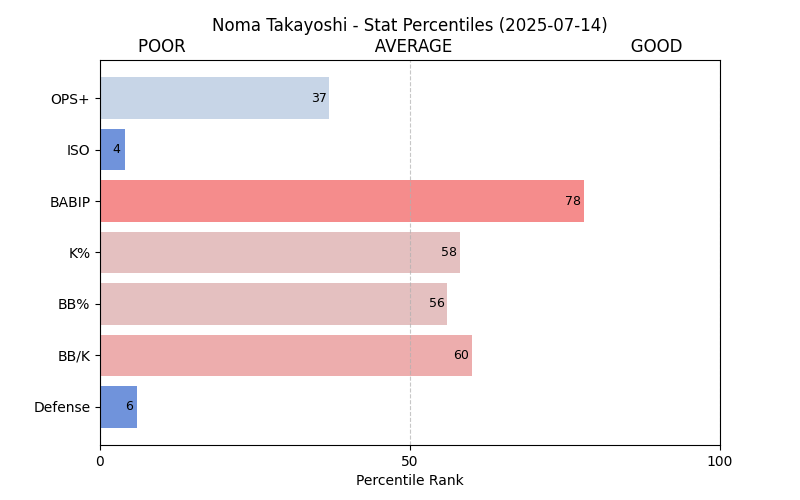 Noma Takayoshi - Stat Percentiles (2025-07-14)
POOR AVERAGE GOOD
OPS+ 37
ISO 4
BABIP 78
K% 58
BB% 56
BB/K 60
Defense 6
0 50 100
Percentile Rank